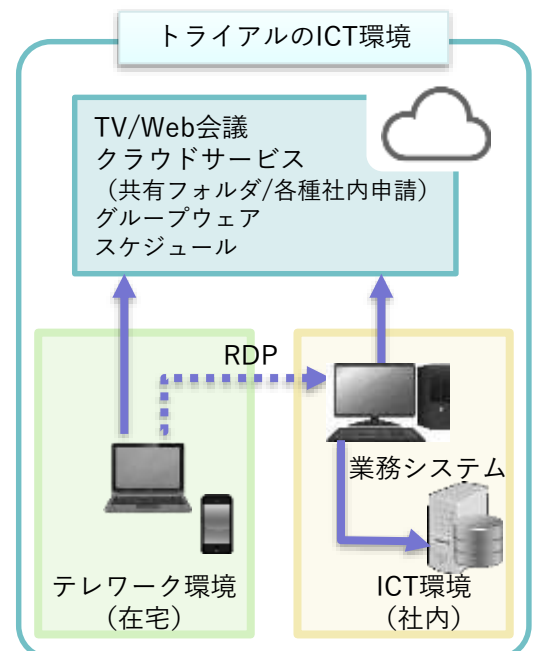 トライアルのICT環境
TV/Web会議
クラウドサービス
（共有フォルダ/各種社内申請）
グループウェア
スケジュール
RDP
業務システム
テレワーク環境
（在宅）
ICT環境
（社内）